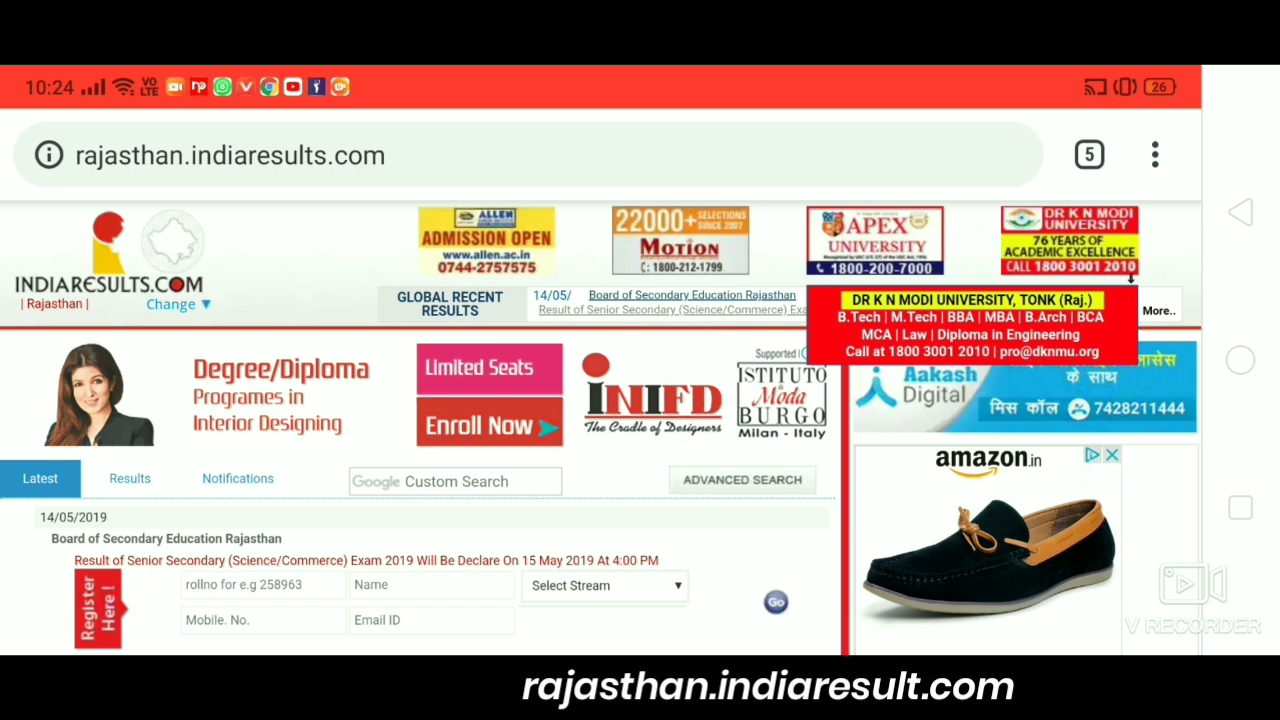 10:24
VO
LTE
26
rajasthan.indiaresults.com
5
INDIARESULTS.COM
| Rajasthan |
Change ▼
ALLEN
ADMISSION OPEN
www.allen.ac.in
0744-2757575
22000+ SELECTIONS
SINCE 2007
Motion
✆: 1800-212-1799
APEX
UNIVERSITY
1800-200-7000
DR K N MODI
UNIVERSITY
76 YEARS OF
ACADEMIC EXCELLENCE
CALL 1800 3001 2010
GLOBAL RECENT
RESULTS
14/05/ Board of Secondary Education Rajasthan
Result of Senior Secondary (Science/Commerce) Exa
More..
DR K N MODI UNIVERSITY, TONK (Raj.)
B.Tech | M.Tech | BBA | MBA | B.Arch | BCA
MCA | Law | Diploma in Engineering
Call at 1800 3001 2010 | pro@dknmu.org
Degree/Diploma
Programes in
Interior Designing
Limited Seats
Enroll Now
INIFD
The Cradle of Designers
Supported
ISTITUTO
Moda
BURGO
Milan - Italy
Aakash
Digital
के साथ
मिस कॉल 7428211444
Latest
Results
Notifications
Google Custom Search
ADVANCED SEARCH
amazon.in
14/05/2019
Board of Secondary Education Rajasthan
Result of Senior Secondary (Science/Commerce) Exam 2019 Will Be Declare On 15 May 2019 At 4:00 PM
Register
Here !
rollno for e.g 258963
Name
Select Stream
Go
Mobile. No.
Email ID
V RECORDER
rajasthan.indiaresult.com